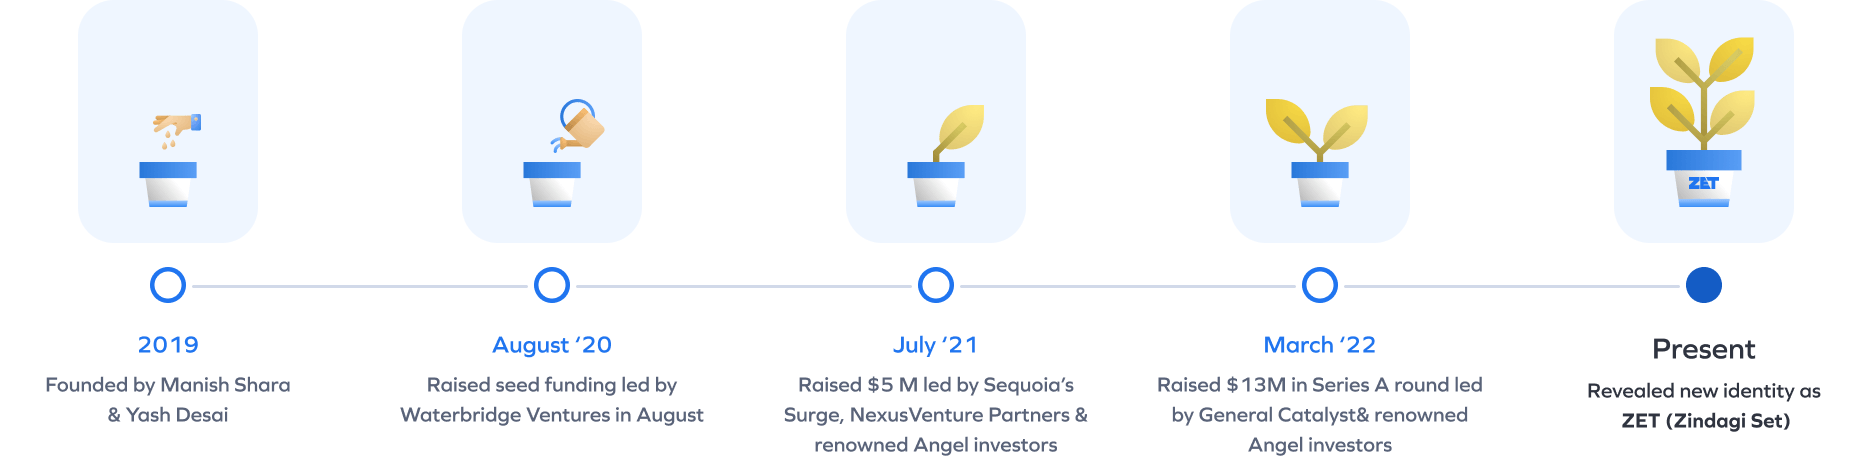 ZET
2019
Founded by Manish Shara
& Yash Desai
August ‘20
Raised seed funding led by
Waterbridge Ventures in August
July ‘21
Raised $5 M led by Sequoia’s
Surge, NexusVenture Partners &
renowned Angel investors
March ‘22
Raised $13M in Series A round led
by General Catalyst& renowned
Angel investors
Present
Revealed new identity as
ZET (Zindagi Set)